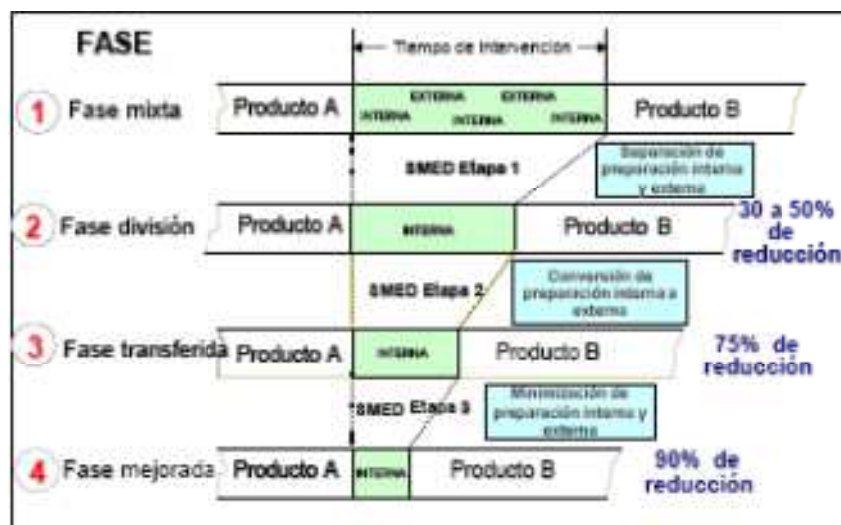 FASE
Tiempo de Intervención
1 Fase mixta
Producto A
EXTERNA EXTERNA
INTERNA INTERNA INTERNA
Producto B
SMED Etapa 1
Separación de
preparación interna
y externa
2 Fase división
Producto A
INTERNA
Producto B
30 a 50%
de
reducción
SMED Etapa 2
Conversión de
preparación interna a
externa
3 Fase transferida
Producto A
INTERNA
Producto B
75% de
reducción
SMED Etapa 3
Minimización de
preparación interna y
externa
4 Fase mejorada
Producto A
INTERNA
Producto B
90% de
reducción